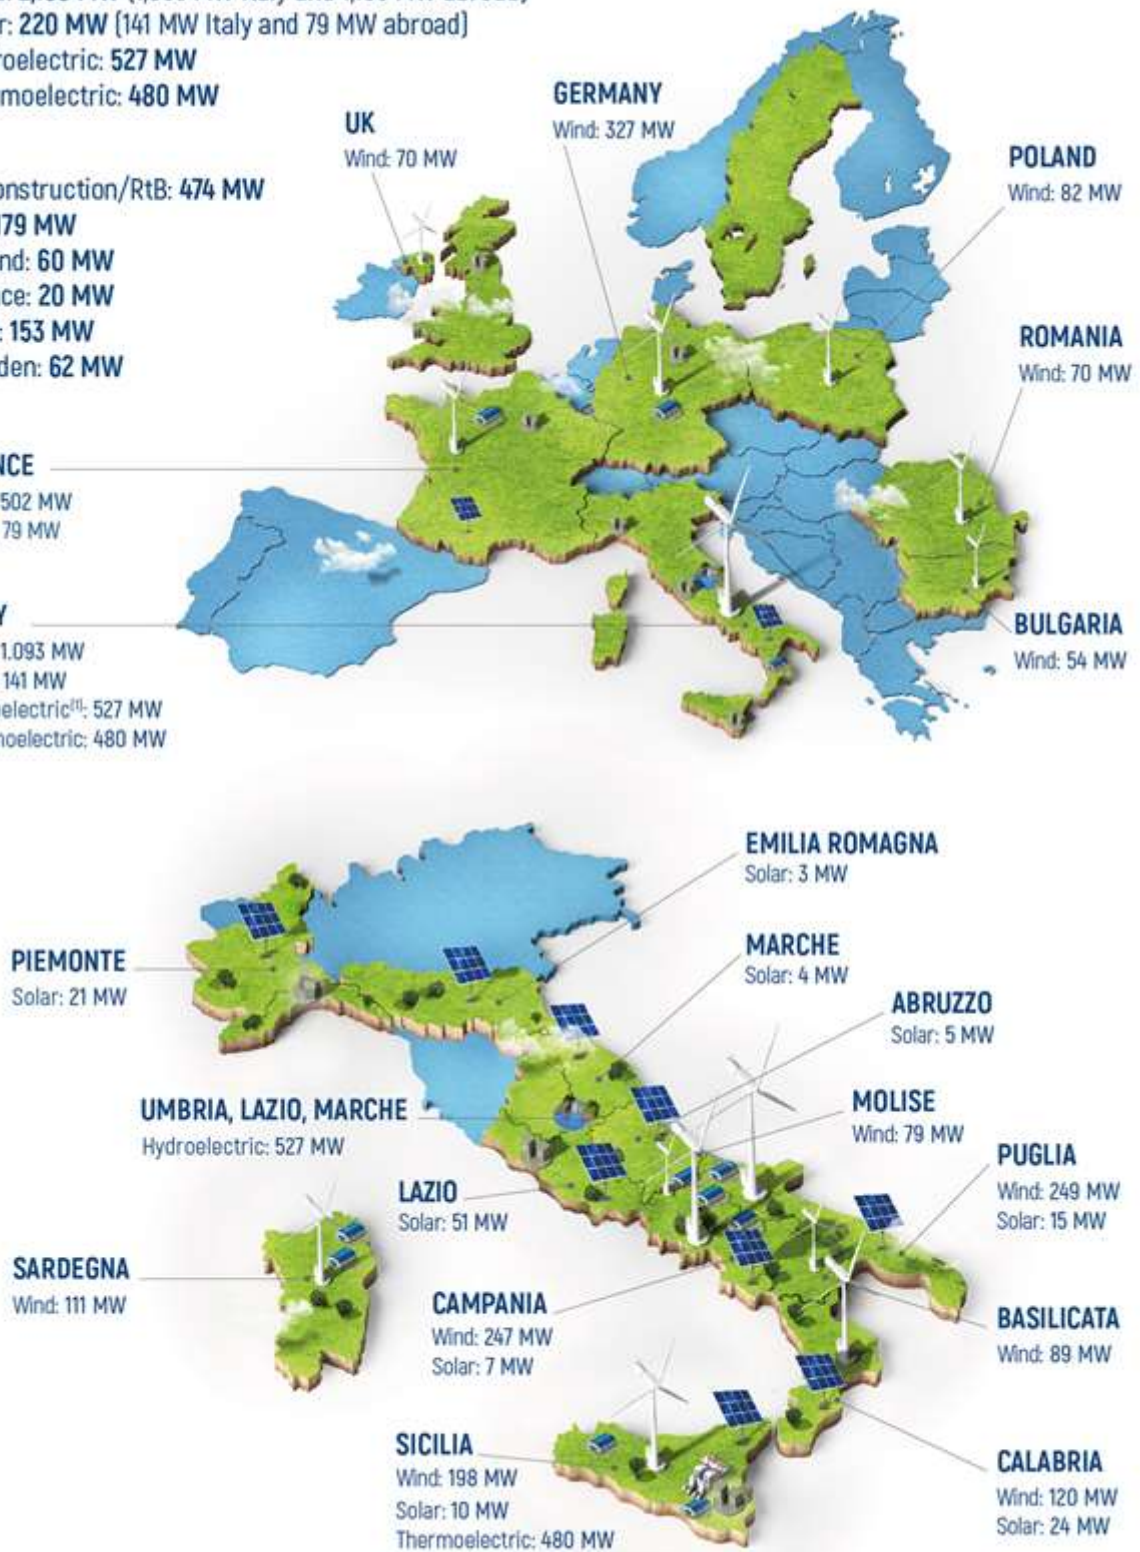 r: 220 MW (141 MW Italy and 79 MW abroad)
roelectric: 527 MW
moelectric: 480 MW
onstruction/RtB: 474 MW
179 MW
nd: 60 MW
ce: 20 MW
: 153 MW
den: 62 MW
UK
Wind: 70 MW
GERMANY
Wind: 327 MW
POLAND
Wind: 82 MW
ROMANIA
Wind: 70 MW
NCE
502 MW
79 MW
Y
1.093 MW
141 MW
electric[1]: 527 MW
noelectric: 480 MW
BULGARIA
Wind: 54 MW
EMILIA ROMAGNA
Solar: 3 MW
MARCHE
Solar: 4 MW
PIEMONTE
Solar: 21 MW
ABRUZZO
Solar: 5 MW
UMBRIA, LAZIO, MARCHE
Hydroelectric: 527 MW
MOLISE
Wind: 79 MW
PUGLIA
Wind: 249 MW
Solar: 15 MW
LAZIO
Solar: 51 MW
SARDEGNA
Wind: 111 MW
CAMPANIA
Wind: 247 MW
Solar: 7 MW
BASILICATA
Wind: 89 MW
SICILIA
Wind: 198 MW
Solar: 10 MW
Thermoelectric: 480 MW
CALABRIA
Wind: 120 MW
Solar: 24 MW